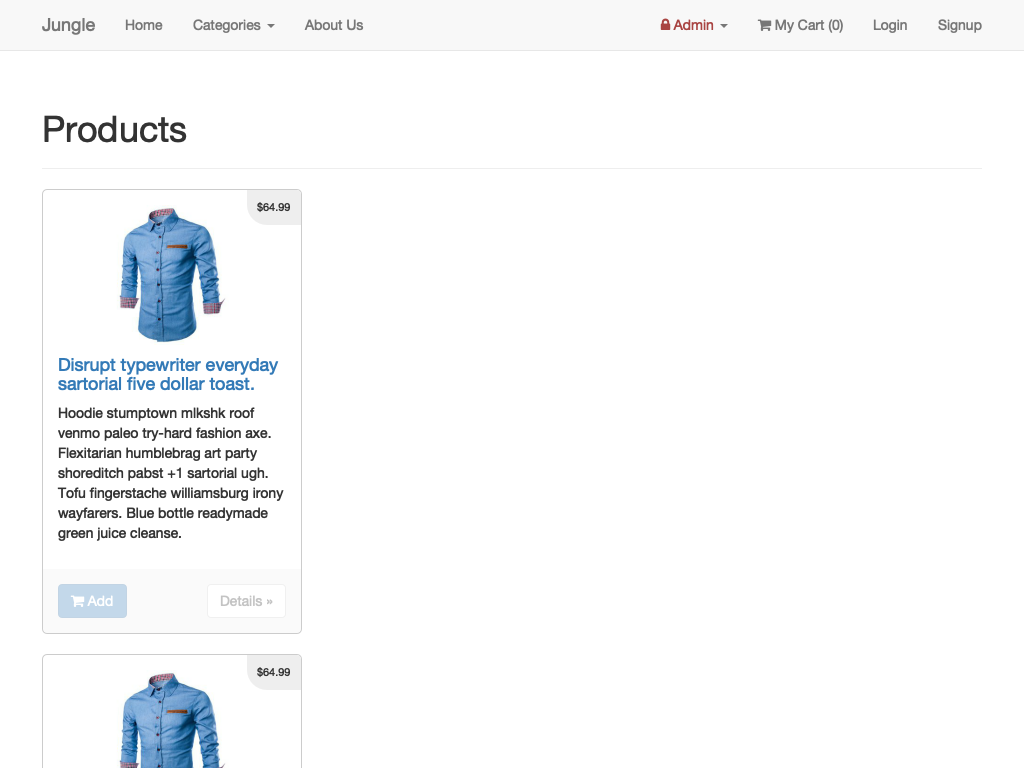 Jungle Home Categories About Us Admin My Cart (0) Login Signup
Products
$64.99
Disrupt typewriter everyday
sartorial five dollar toast.
Hoodie stumptown mlkshk roof
venmo paleo try-hard fashion axe.
Flexitarian humblebrag art party
shoreditch pabst +1 sartorial ugh.
Tofu fingerstache williamsburg irony
wayfarers. Blue bottle readymade
green juice cleanse.
Add Details »
$64.99